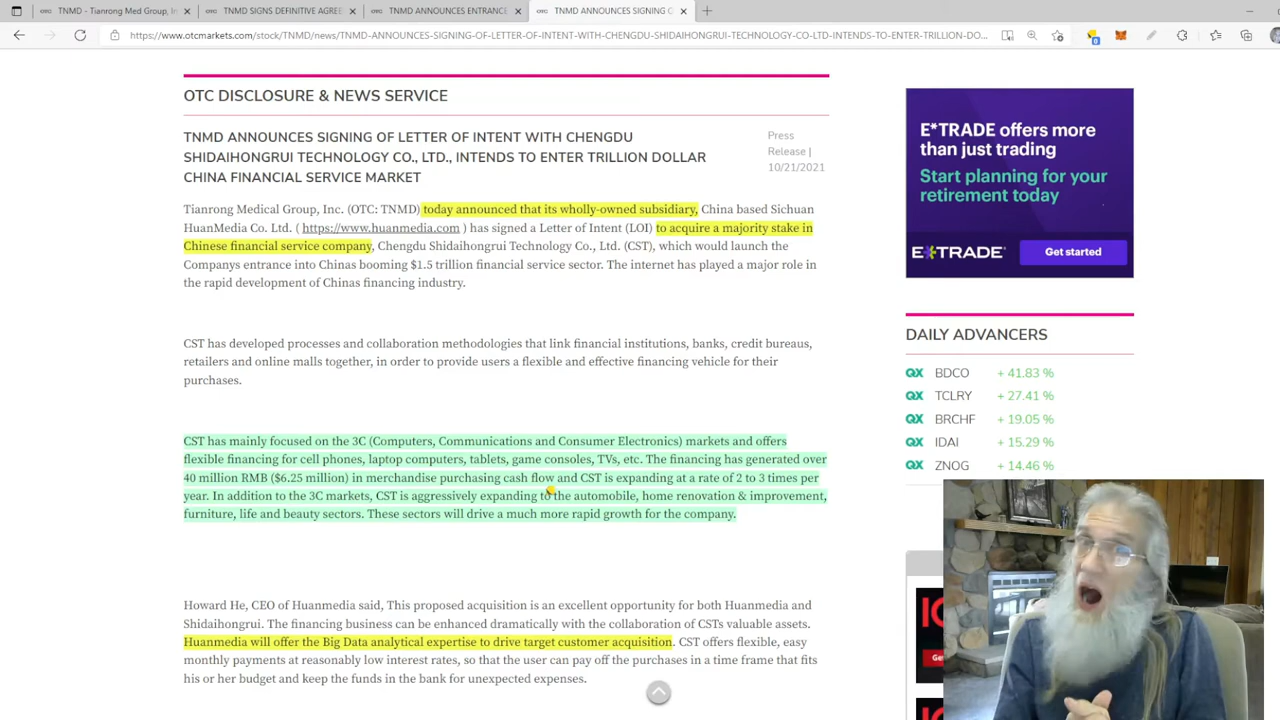 TNMD - Tianrong Med Group, In
TNMD SIGNS DEFINITIVE AGREE
TNMD ANNOUNCES ENTRANCE
TNMD ANNOUNCES SIGNING O
https://www.otcmarkets.com/stock/TNMD/news/TNMD-ANNOUNCES-SIGNING-OF-LETTER-OF-INTENT-WITH-CHENGDU-SHIDAIHONGRUI-TECHNOLOGY-CO-LTD-INTENDS-TO-ENTER-TRILLION-DO...
OTC DISCLOSURE & NEWS SERVICE
TNMD ANNOUNCES SIGNING OF LETTER OF INTENT WITH CHENGDU
SHIDAIHONGRUI TECHNOLOGY CO., LTD., INTENDS TO ENTER TRILLION DOLLAR
CHINA FINANCIAL SERVICE MARKET
Press
Release |
10/21/2021
Tianrong Medical Group, Inc. (OTC: TNMD) today announced that its wholly-owned subsidiary, China based Sichuan
HuanMedia Co. Ltd. ( https://www.huanmedia.com ) has signed a Letter of Intent (LOI) to acquire a majority stake in
Chinese financial service company, Chengdu Shidaihongrui Technology Co., Ltd. (CST), which would launch the
Companys entrance into Chinas booming $1.5 trillion financial service sector. The internet has played a major role in
the rapid development of Chinas financing industry.
CST has developed processes and collaboration methodologies that link financial institutions, banks, credit bureaus,
retailers and online malls together, in order to provide users a flexible and effective financing vehicle for their
purchases.
CST has mainly focused on the 3C (Computers, Communications and Consumer Electronics) markets and offers
flexible financing for cell phones, laptop computers, tablets, game consoles, TVs, etc. The financing has generated over
40 million RMB ($6.25 million) in merchandise purchasing cash flow and CST is expanding at a rate of 2 to 3 times per
year. In addition to the 3C markets, CST is aggressively expanding to the automobile, home renovation & improvement,
furniture, life and beauty sectors. These sectors will drive a much more rapid growth for the company.
Howard He, CEO of Huanmedia said, This proposed acquisition is an excellent opportunity for both Huanmedia and
Shidaihongrui. The financing business can be enhanced dramatically with the collaboration of CSTs valuable assets.
Huanmedia will offer the Big Data analytical expertise to drive target customer acquisition. CST offers flexible, easy
monthly payments at reasonably low interest rates, so that the user can pay off the purchases in a time frame that fits
his or her budget and keep the funds in the bank for unexpected expenses.
E*TRADE offers more
than just trading
Start planning for your
retirement today
E*TRADE
Get started
DAILY ADVANCERS
QX BDCO + 41.83 %
QX TCLRY + 27.41 %
QX BRCHF + 19.05 %
QX IDAI + 15.29 %
QX ZNOG + 14.46 %